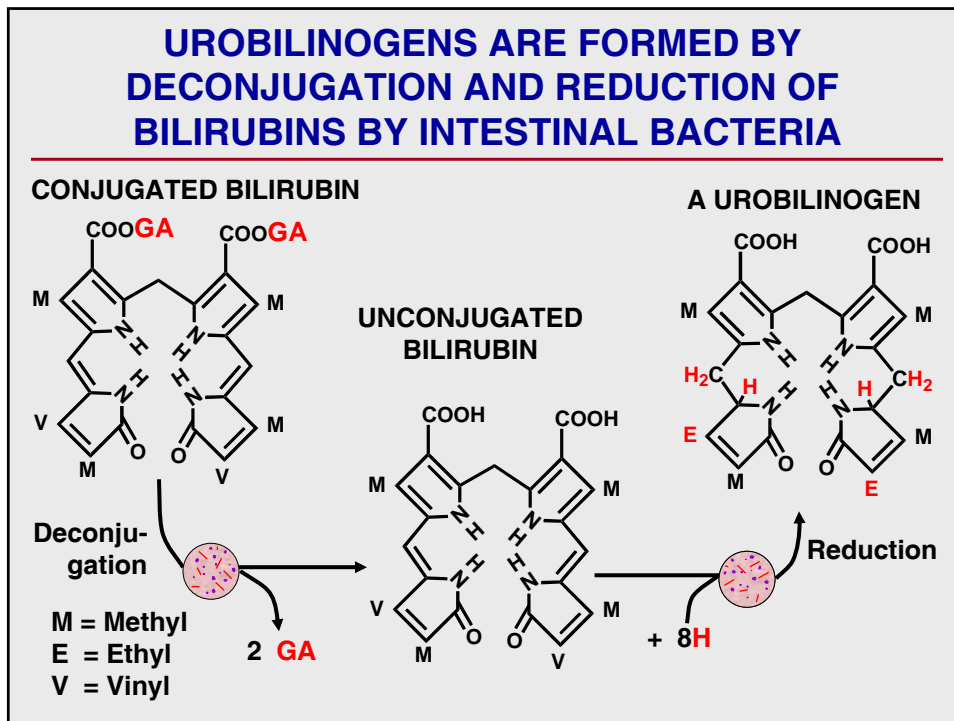 UROBILINOGENS ARE FORMED BY
DECONJUGATION AND REDUCTION OF
BILIRUBINS BY INTESTINAL BACTERIA
CONJUGATED BILIRUBIN
COOGA
COOGA
M
M
N
N
H
H
H
H
N
N
V
M
O
O
M
V
UNCONJUGATED
BILIRUBIN
COOH
COOH
M
M
N
N
H
H
H
H
N
N
V
M
O
O
M
V
A UROBILINOGEN
COOH
COOH
M
M
N
N
H
H
H2C
CH2
H
H
H
H
N
N
E
M
O
O
M
E
Deconju-
gation
2 GA
+ 8H
Reduction
M = Methyl
E = Ethyl
V = Vinyl